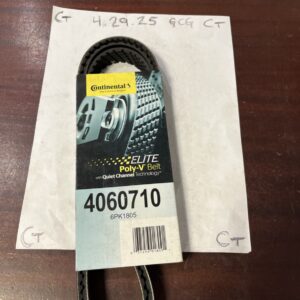 CT 4.29.25 GCG CT
Continental
ELITE
Poly-V® Belt
with Quiet Channel Technology®
4060710
6PK1805
CT
CT